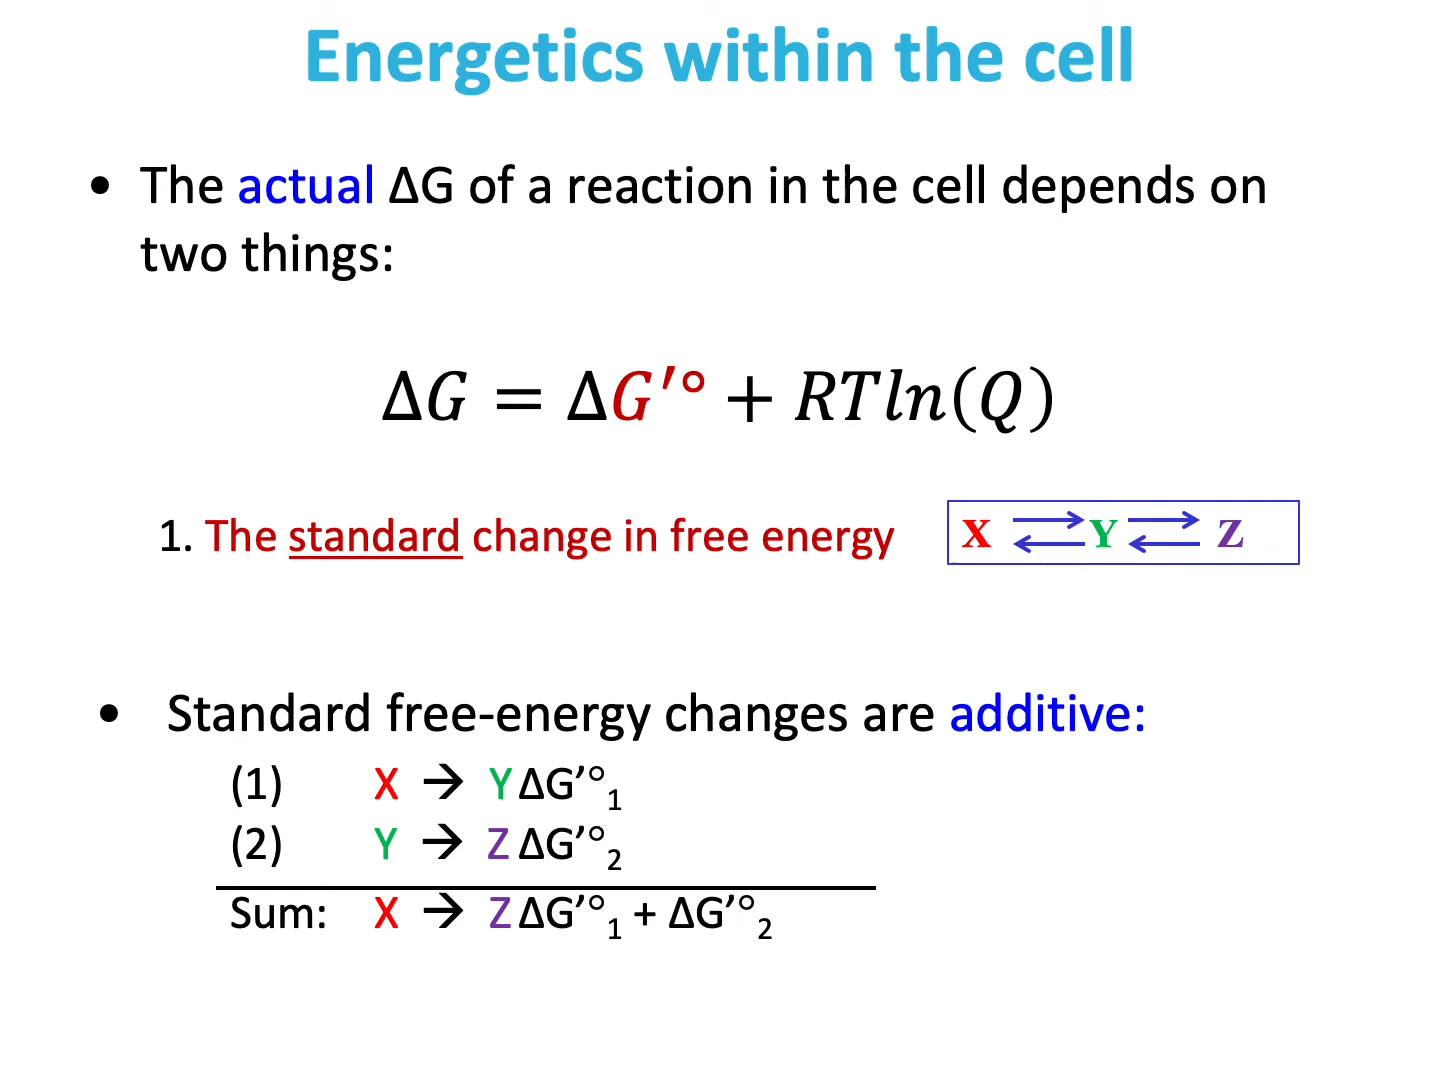 Energetics within the cell
• The actual ΔG of a reaction in the cell depends on
two things:
ΔG = ΔG′° + RTln(Q)
1. The standard change in free energy
X ⇌ Y ⇌ Z
• Standard free-energy changes are additive:
(1) X → Y ΔG’°₁
(2) Y → Z ΔG’°₂
Sum: X → Z ΔG’°₁ + ΔG’°₂